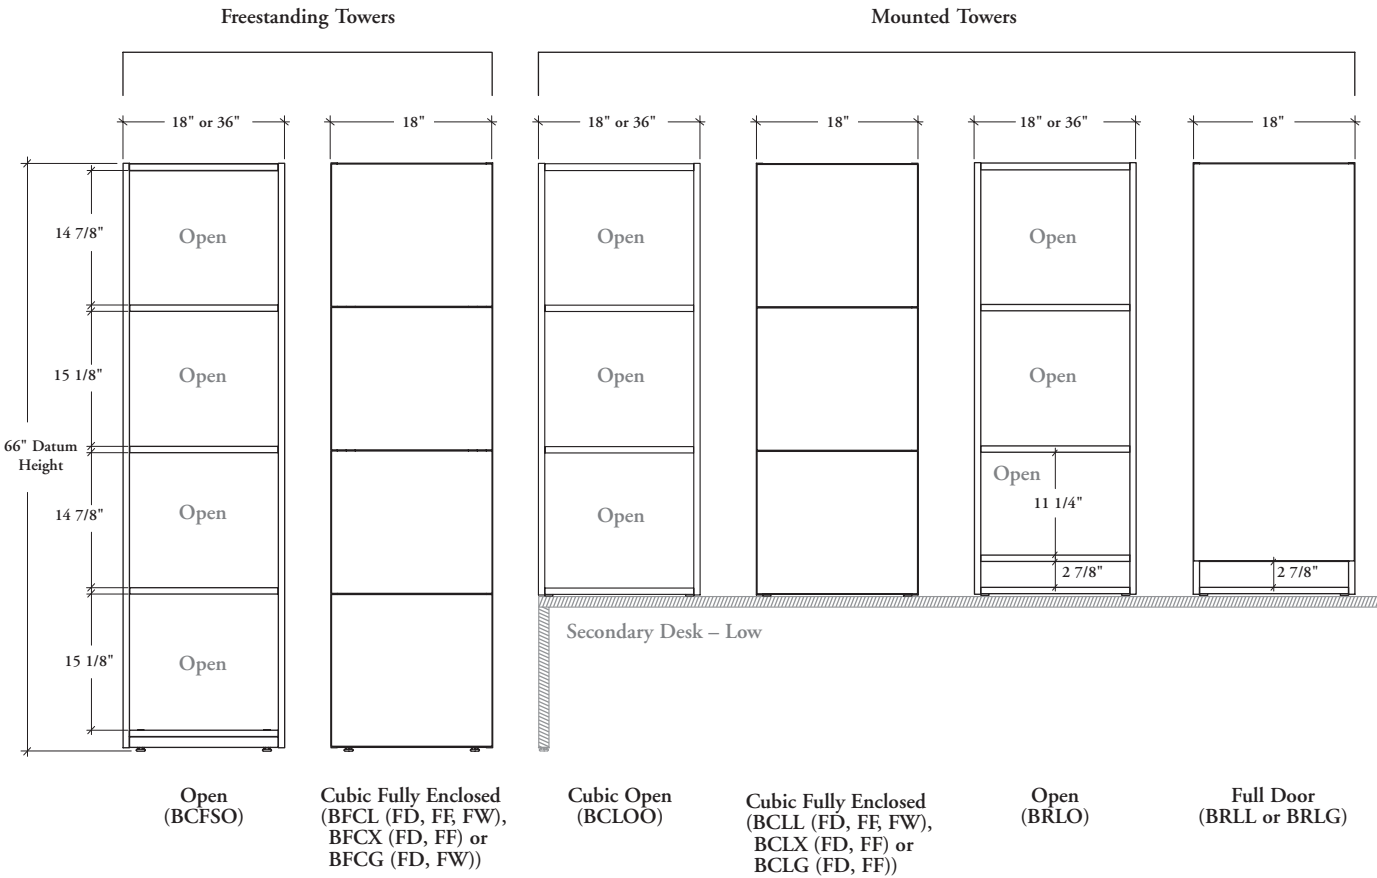 Freestanding Towers
Mounted Towers
18" or 36"
18"
18" or 36"
18"
18" or 36"
18"
66" Datum
Height
14 7/8"
15 1/8"
14 7/8"
15 1/8"
Open
Open
Open
Open
Open
Open
Open
Open
Open
Open
11 1/4"
2 7/8"
2 7/8"
Secondary Desk – Low
Open
(BCFSO)
Cubic Fully Enclosed
(BFCL (FD, FF, FW),
BFCX (FD, FF) or
BFCG (FD, FW))
Cubic Open
(BCLOO)
Cubic Fully Enclosed
(BCLL (FD, FF, FW),
BCLX (FD, FF) or
BCLG (FD, FF))
Open
(BRLO)
Full Door
(BRLL or BRLG)